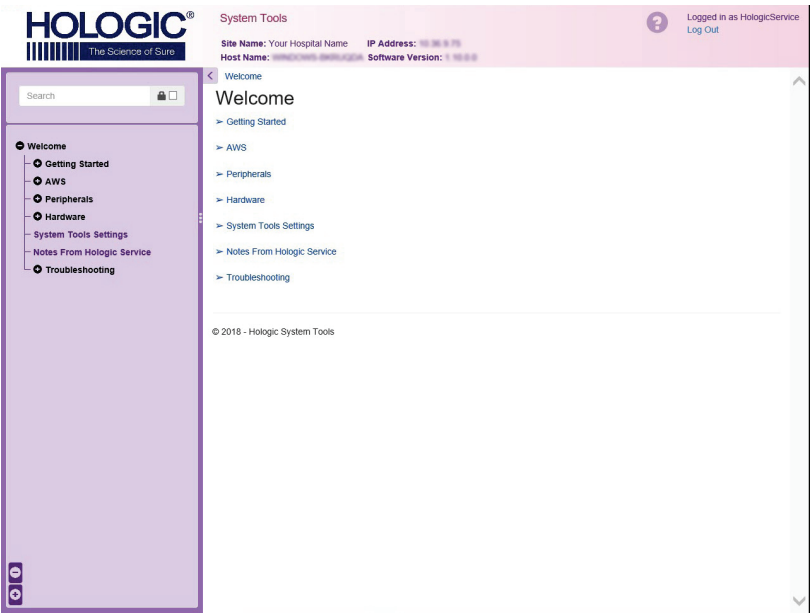 HOLOGIC®
The Science of Sure
System Tools
Site Name: Your Hospital Name IP Address:
Host Name: Software Version:
Logged in as HologicService
Log Out
Search
Welcome
Getting Started
AWS
Peripherals
Hardware
System Tools Settings
Notes From Hologic Service
Troubleshooting
Welcome
Welcome
➢ Getting Started
➢ AWS
➢ Peripherals
➢ Hardware
➢ System Tools Settings
➢ Notes From Hologic Service
➢ Troubleshooting
© 2018 - Hologic System Tools